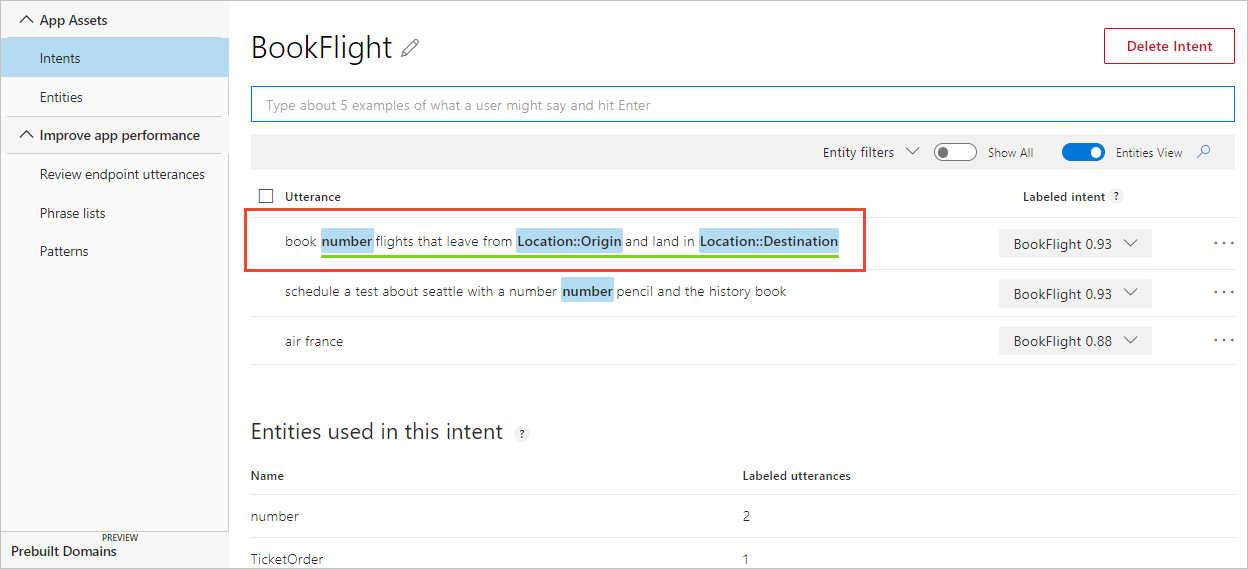 App Assets
Intents
Entities
Improve app performance
Review endpoint utterances
Phrase lists
Patterns
PREVIEW
Prebuilt Domains
BookFlight
Delete Intent
Type about 5 examples of what a user might say and hit Enter
Entity filters Show All Entities View
Utterance Labeled intent ?
book number flights that leave from Location::Origin and land in Location::Destination BookFlight 0.93 ...
schedule a test about seattle with a number number pencil and the history book BookFlight 0.93 ...
air france BookFlight 0.88 ...
Entities used in this intent ?
Name Labeled utterances
number 2
TicketOrder 1